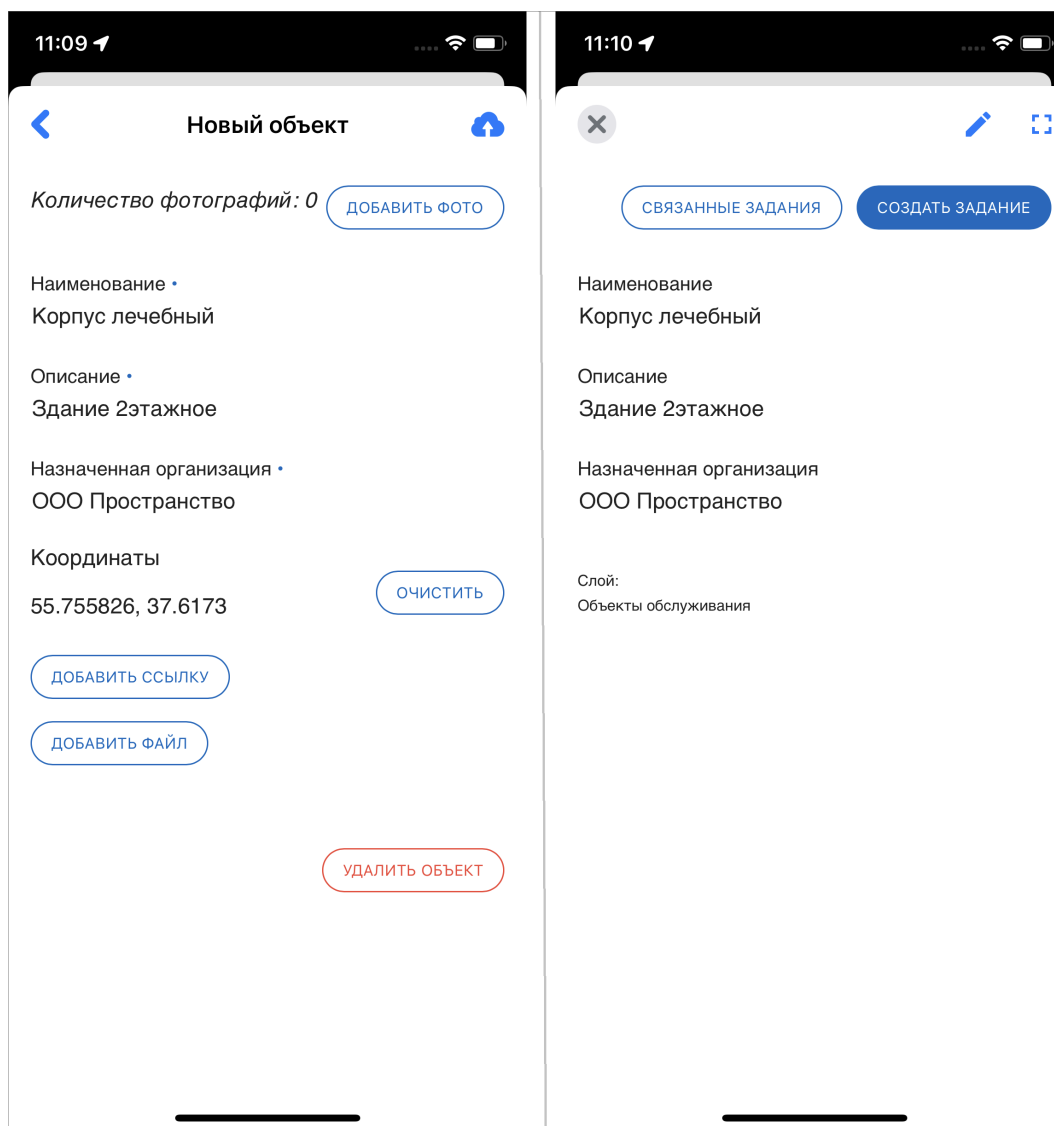 11:09
Новый объект
Количество фотографий: 0
ДОБАВИТЬ ФОТО
Наименование •
Корпус лечебный
Описание •
Здание 2этажное
Назначенная организация •
ООО Пространство
Координаты
55.755826, 37.6173
ОЧИСТИТЬ
ДОБАВИТЬ ССЫЛКУ
ДОБАВИТЬ ФАЙЛ
УДАЛИТЬ ОБЪЕКТ
11:10
СВЯЗАННЫЕ ЗАДАНИЯ
СОЗДАТЬ ЗАДАНИЕ
Наименование
Корпус лечебный
Описание
Здание 2этажное
Назначенная организация
ООО Пространство
Слой:
Объекты обслуживания